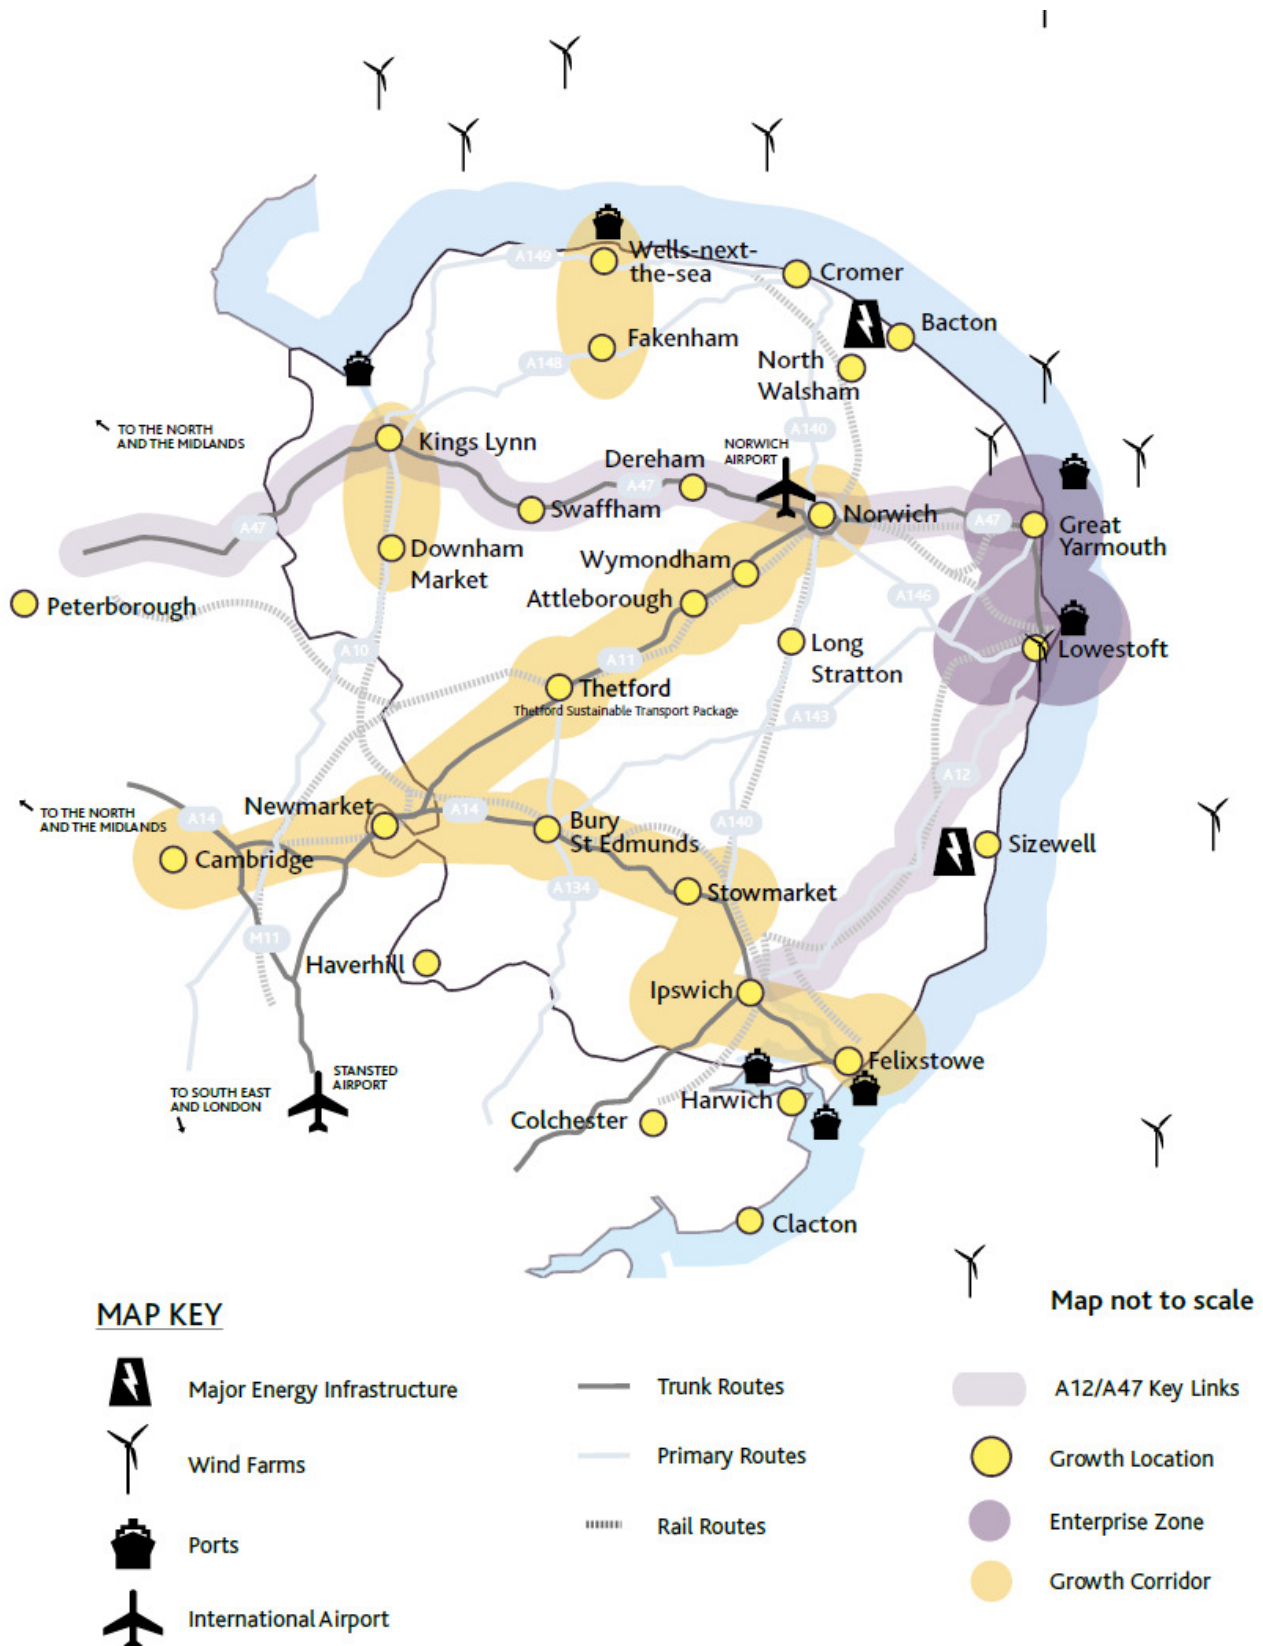 A149
Wells-next-
the-sea
Cromer
Bacton
Fakenham
A148
North
Walsham
TO THE NORTH
AND THE MIDLANDS
Kings Lynn
A140
NORWICH
AIRPORT
Dereham
A47
Swaffham
Norwich
A47
A47
Great
Yarmouth
Downham
Market
Wymondham
Attleborough
A146
Peterborough
A10
A11
Long
Stratton
Lowestoft
Thetford
Thetford Sustainable Transport Package
A143
A12
TO THE NORTH
AND THE MIDLANDS
A14
Newmarket
A14
Bury
St Edmunds
A140
Sizewell
Cambridge
A134
Stowmarket
M11
Haverhill
Ipswich
STANSTED
AIRPORT
TO SOUTH EAST
AND LONDON
Felixstowe
Harwich
Colchester
Clacton
Map not to scale
MAP KEY
Major Energy Infrastructure
Wind Farms
Ports
International Airport
Trunk Routes
Primary Routes
Rail Routes
A12/A47 Key Links
Growth Location
Enterprise Zone
Growth Corridor